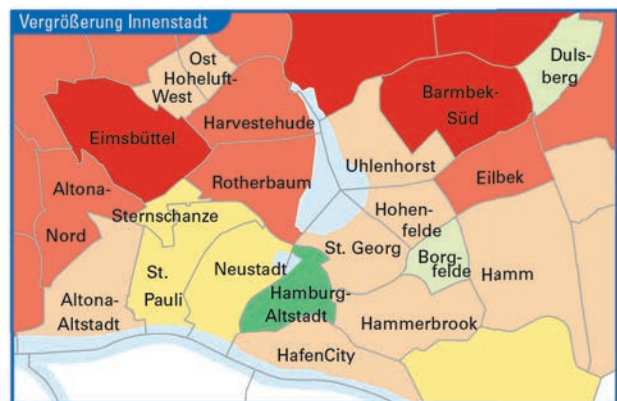 Vergrößerung Innenstadt
Ost
Hoheluft-
West
Duls-
berg
Barmbek-
Süd
Eimsbüttel
Harvestehude
Uhlenhorst
Eilbek
Altona-
Nord
Rotherbaum
Sternschanze
Hohen-
felde
St. Georg
Borg-
felde
Hamm
St.
Pauli
Neustadt
Hamburg-
Altstadt
Altona-
Altstadt
Hammerbrook
HafenCity